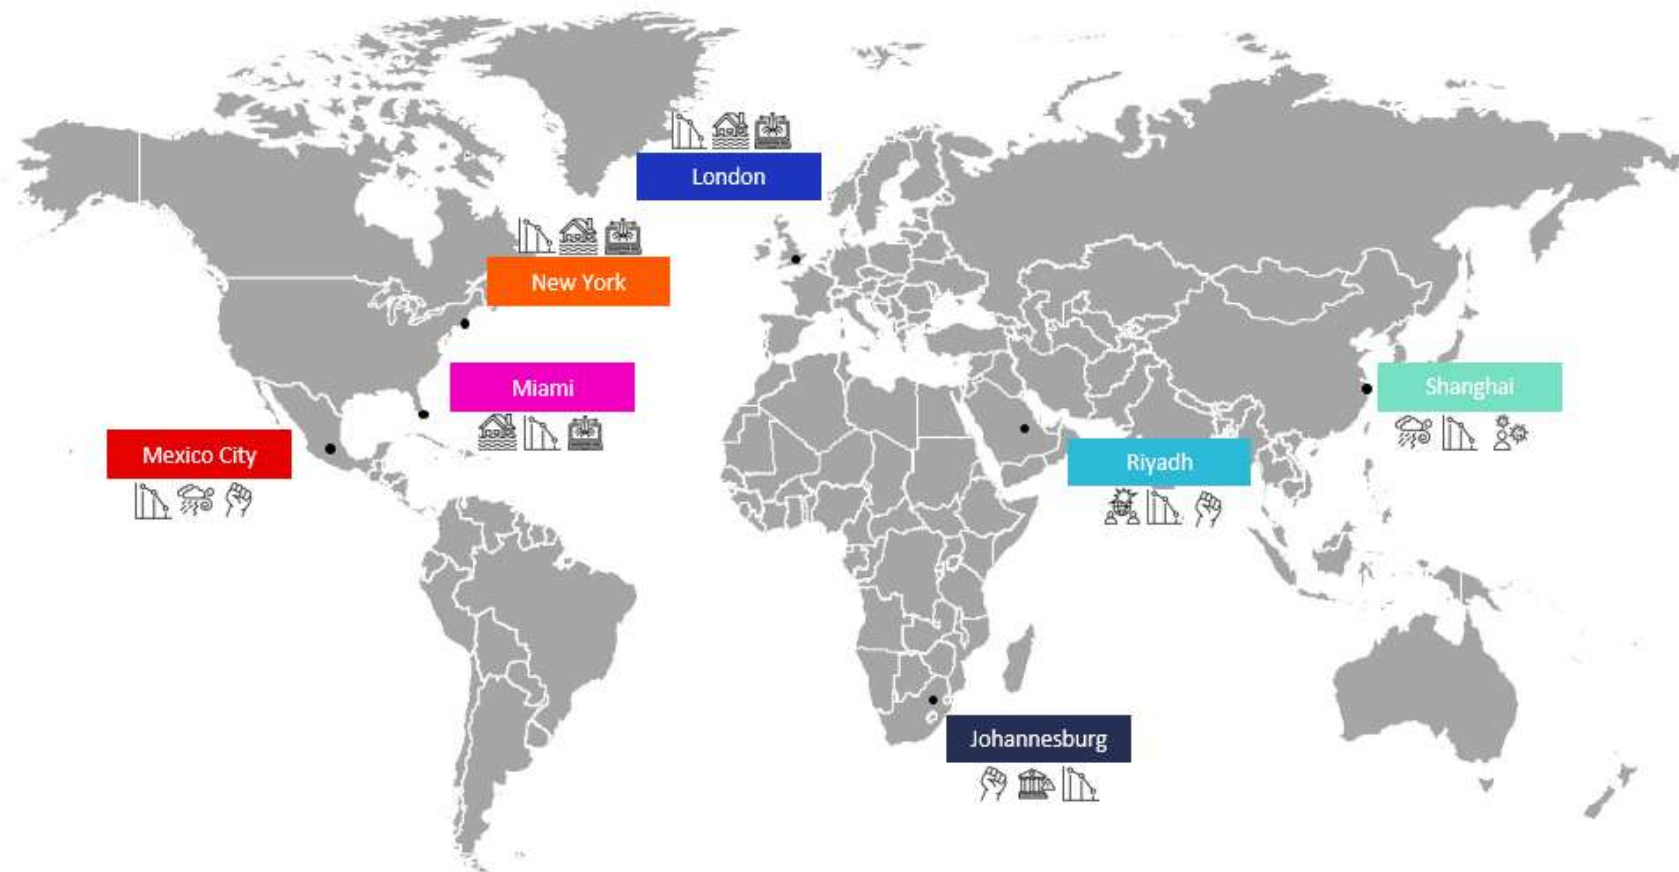 London
New York
Miami
Shanghai
Mexico City
Riyadh
Johannesburg